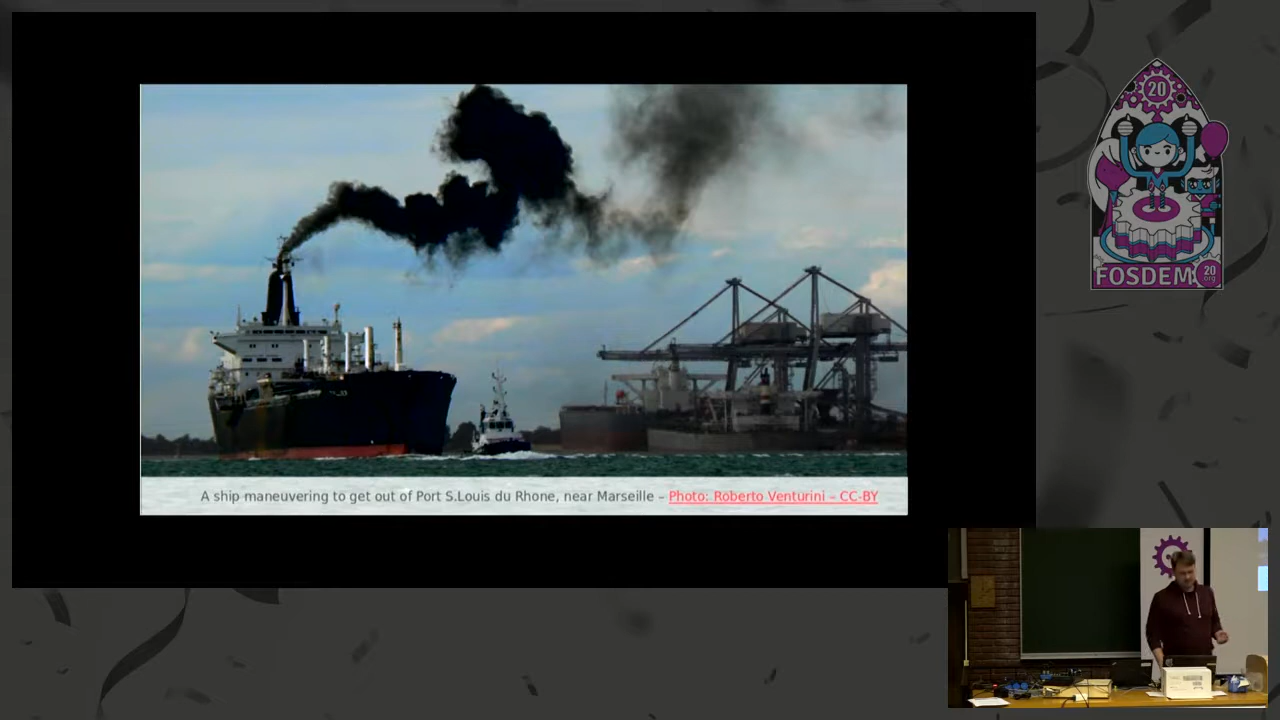 20
FOSDEM 20
org
A ship maneuvering to get out of Port S.Louis du Rhone, near Marseille – Photo: Roberto Venturini – CC-BY